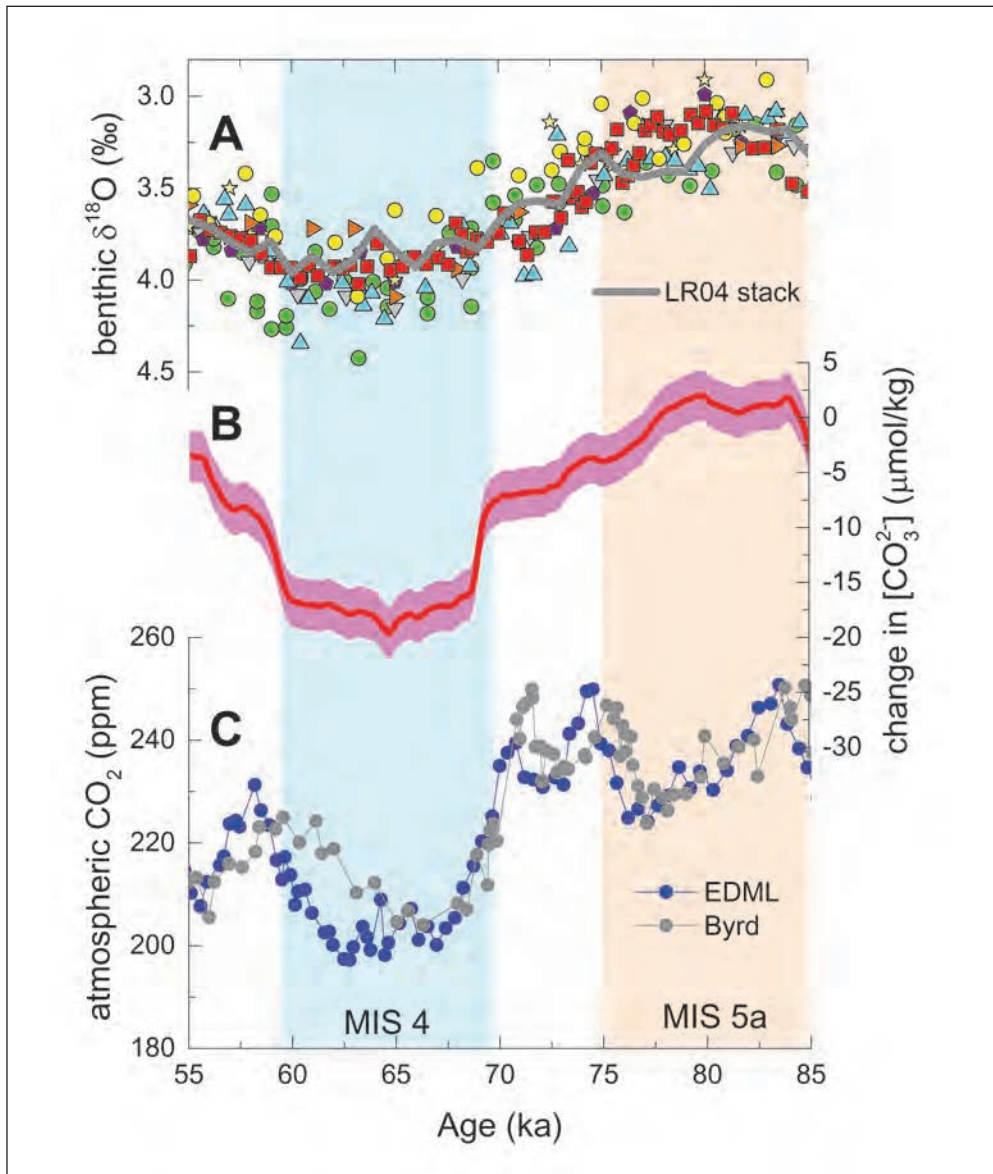 A
3.0
3.5
4.0
4.5
benthic δ¹⁸O (‰)
LR04 stack
B
5
0
-5
-10
-15
-20
-25
-30
change in [CO₃²⁻] (μmol/kg)
C
260
240
220
200
180
atmospheric CO₂ (ppm)
EDML
Byrd
MIS 4
MIS 5a
55 60 65 70 75 80 85
Age (ka)